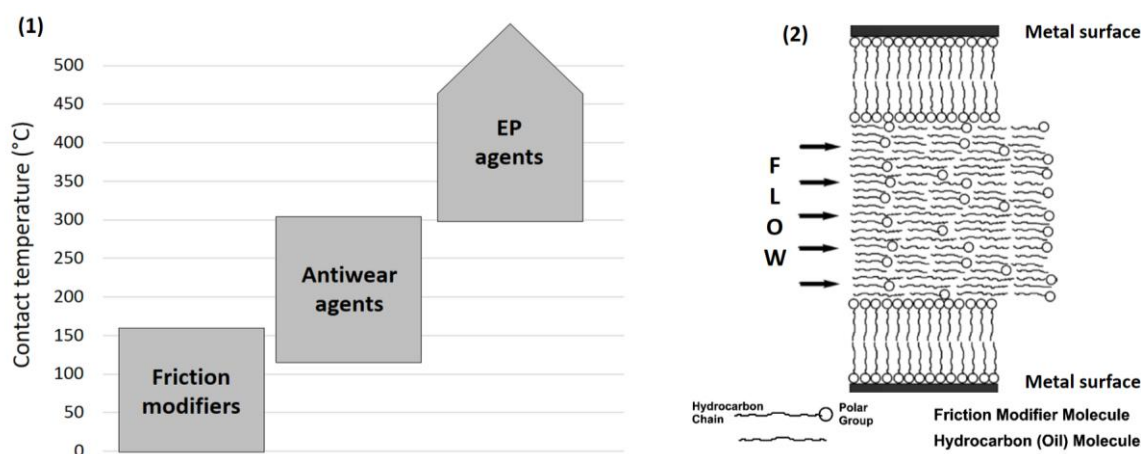 (1)
500
450
400
350
300
250
200
150
100
50
0
Contact temperature (°C)
EP
agents
Antiwear
agents
Friction
modifiers
(2)
Metal surface
F
L
O
W
Metal surface
Hydrocarbon
Chain
Polar
Group
Friction Modifier Molecule
Hydrocarbon (Oil) Molecule